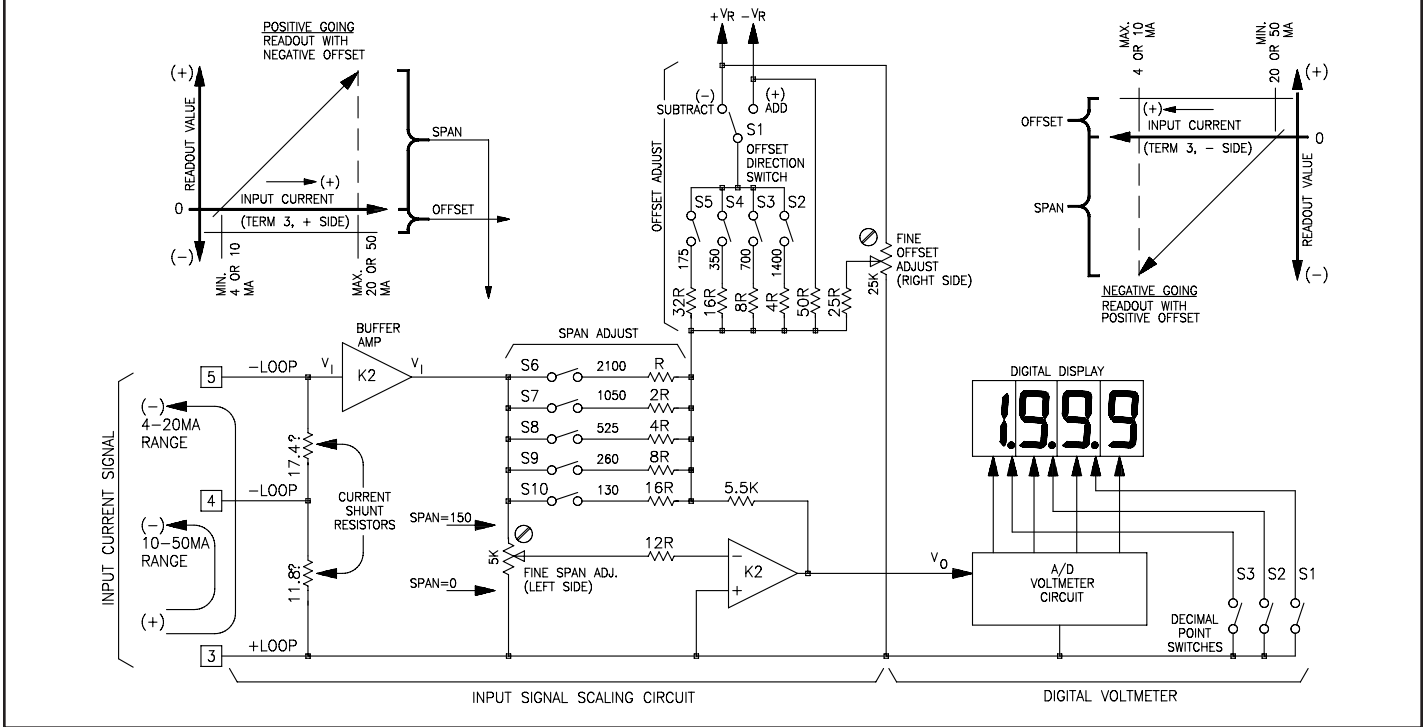 POSITIVE GOING
READOUT WITH
NEGATIVE OFFSET
(+)
READOUT VALUE
0
(-)
(+)
INPUT CURRENT
(TERM 3, + SIDE)
MIN.
4 OR 10
MA
MAX.
20 OR 50
MA
SPAN
OFFSET
+VR -VR
OFFSET ADJUST
(-)
SUBTRACT
(+)
ADD
S1
OFFSET
DIRECTION
SWITCH
S5 S4 S3 S2
175 350 700 1400
32R 16R 8R 4R 50R 25R
25K
FINE
OFFSET
ADJUST
(RIGHT SIDE)
MAX.
4 OR 10
MA
MIN.
20 OR 50
MA
(+)
(+)
INPUT CURRENT
(TERM 3, - SIDE)
0
READOUT VALUE
(-)
OFFSET
SPAN
NEGATIVE GOING
READOUT WITH
POSITIVE OFFSET
INPUT CURRENT SIGNAL
5 -LOOP
(-)
4-20MA
RANGE
17.4?
4 -LOOP
(-)
10-50MA
RANGE
11.8?
(+)
3 +LOOP
CURRENT
SHUNT
RESISTORS
BUFFER
AMP
VI K2 VI
SPAN ADJUST
S6 2100 R
S7 1050 2R
S8 525 4R
S9 260 8R
S10 130 16R
5.5K
SPAN=150
5K
12R
FINE SPAN ADJ.
(LEFT SIDE)
SPAN=0
-
K2
+
VO
DIGITAL DISPLAY
1.9.9.9
A/D
VOLTMETER
CIRCUIT
S3 S2 S1
DECIMAL
POINT
SWITCHES
INPUT SIGNAL SCALING CIRCUIT
DIGITAL VOLTMETER